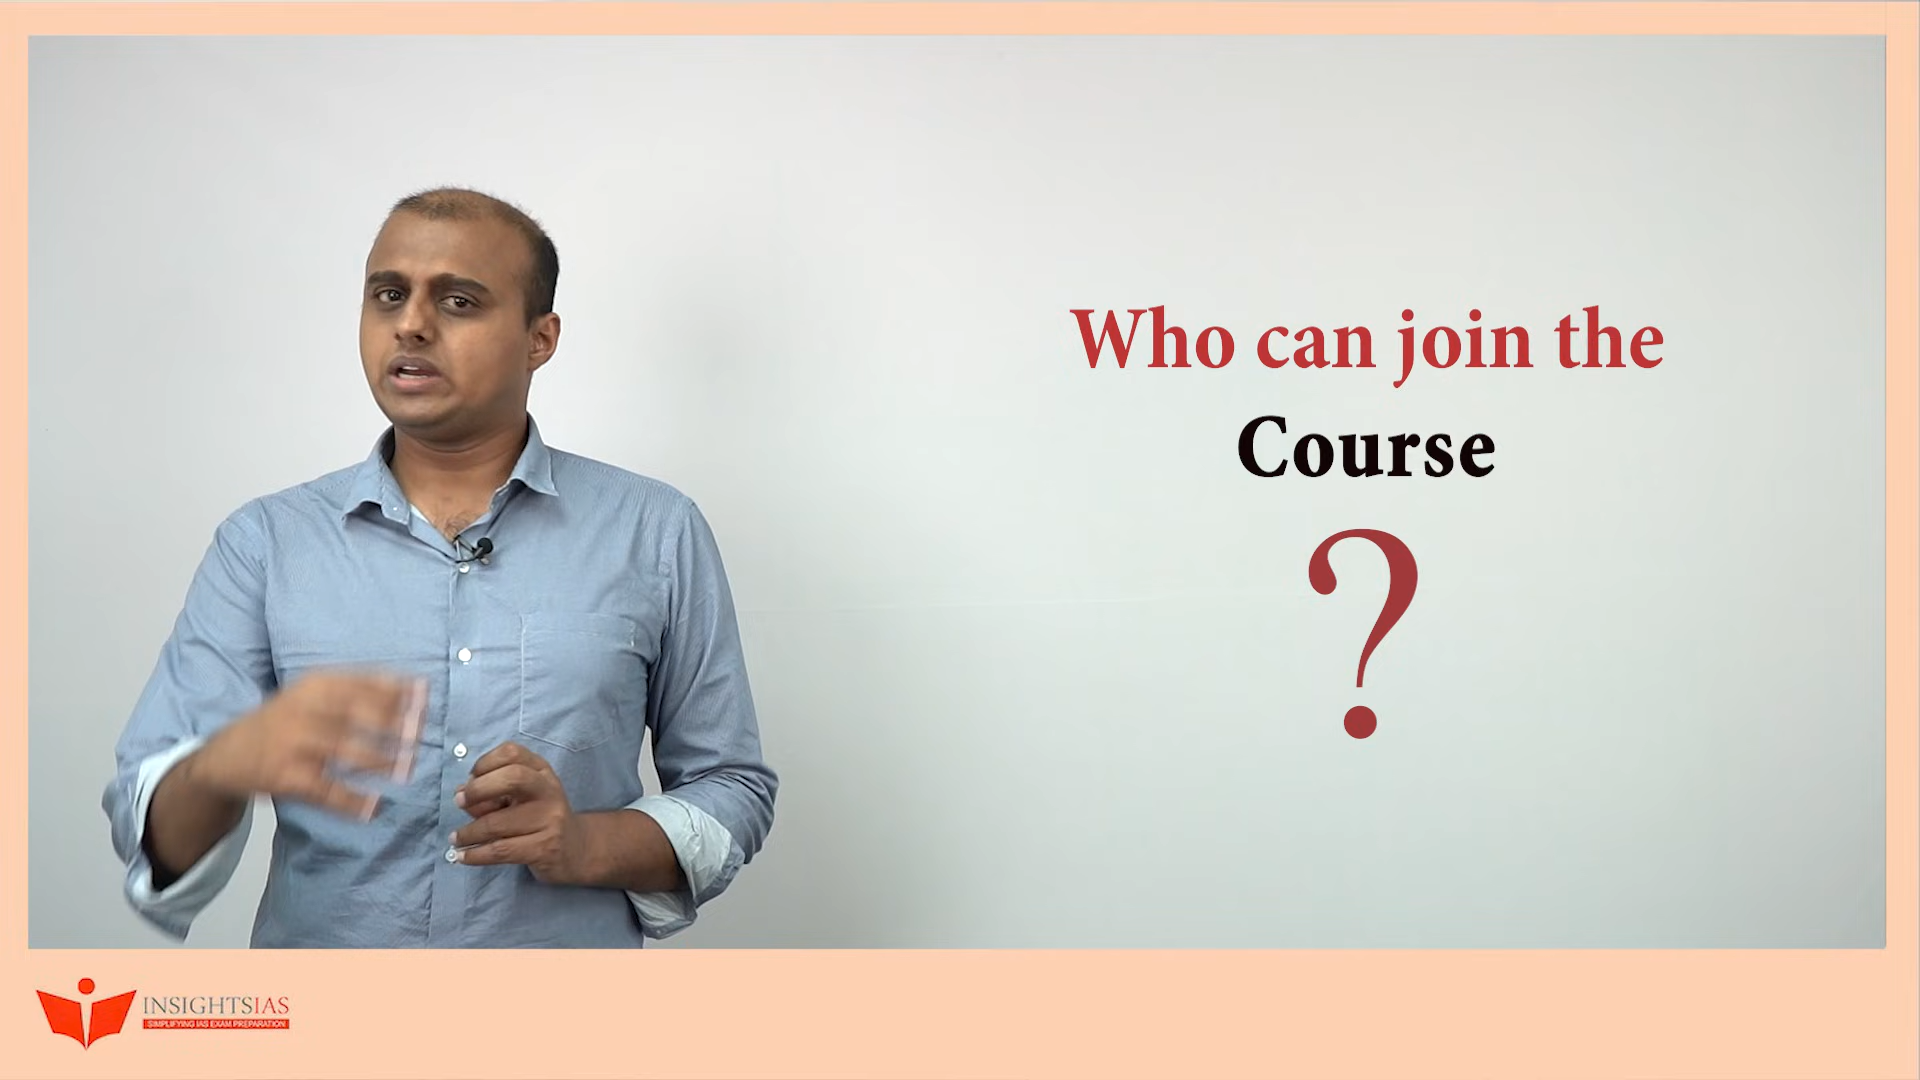 Who can join the
Course
?
INSIGHTSIAS
SIMPLIFYING IAS EXAM PREPARATION